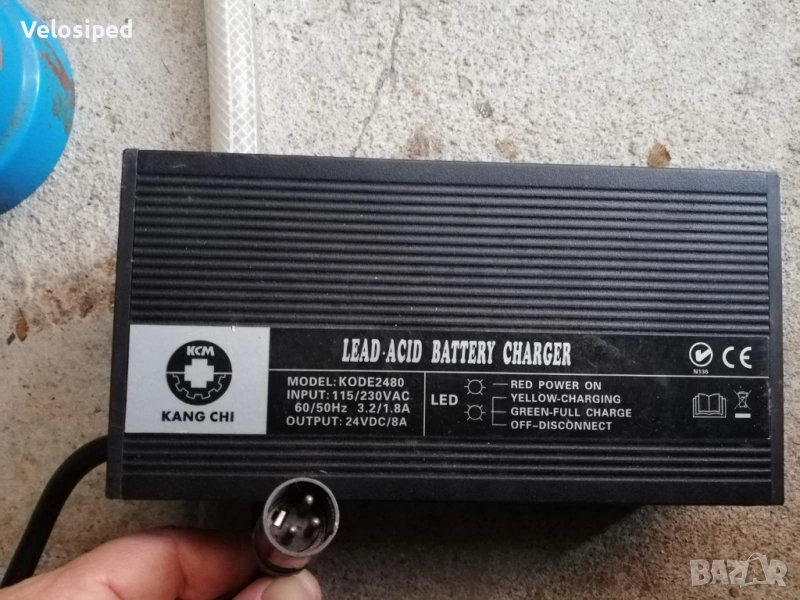 Velosiped
KCM
KANG CHI
LEAD-ACID BATTERY CHARGER
N136
MODEL: KODE2480
INPUT: 115/230VAC
60/50Hz 3.2/1.8A
OUTPUT: 24VDC/8A
LED
RED POWER ON
YELLOW-CHARGING
GREEN-FULL CHARGE
OFF-DISCONNECT
CE
BAZAR